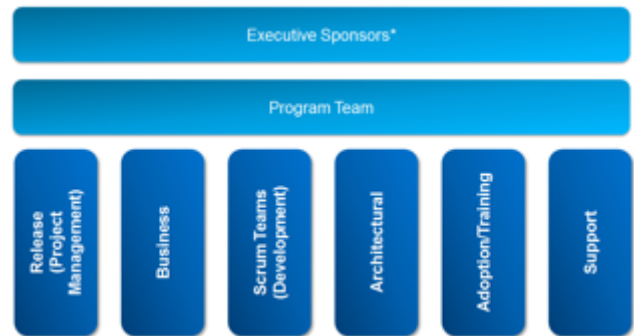 Executive Sponsors*
Program Team
Release
(Project
Management)
Business
Scrum Teams
(Development)
Architectural
Adoption/Training
Support